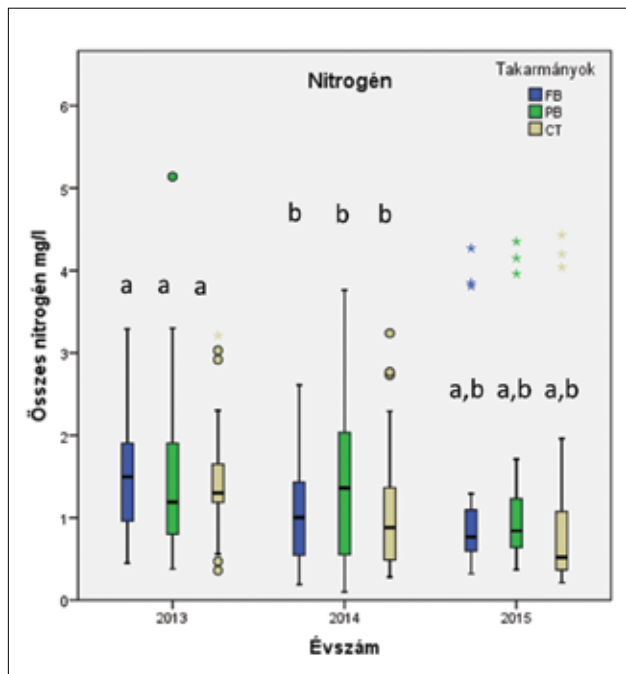 Nitrogén
Takarmányok
FB
PB
CT
Összes nitrogén mg/l
6
5
4
3
2
1
0
a a a
b b b
a,b a,b a,b
2013 2014 2015
Évszám